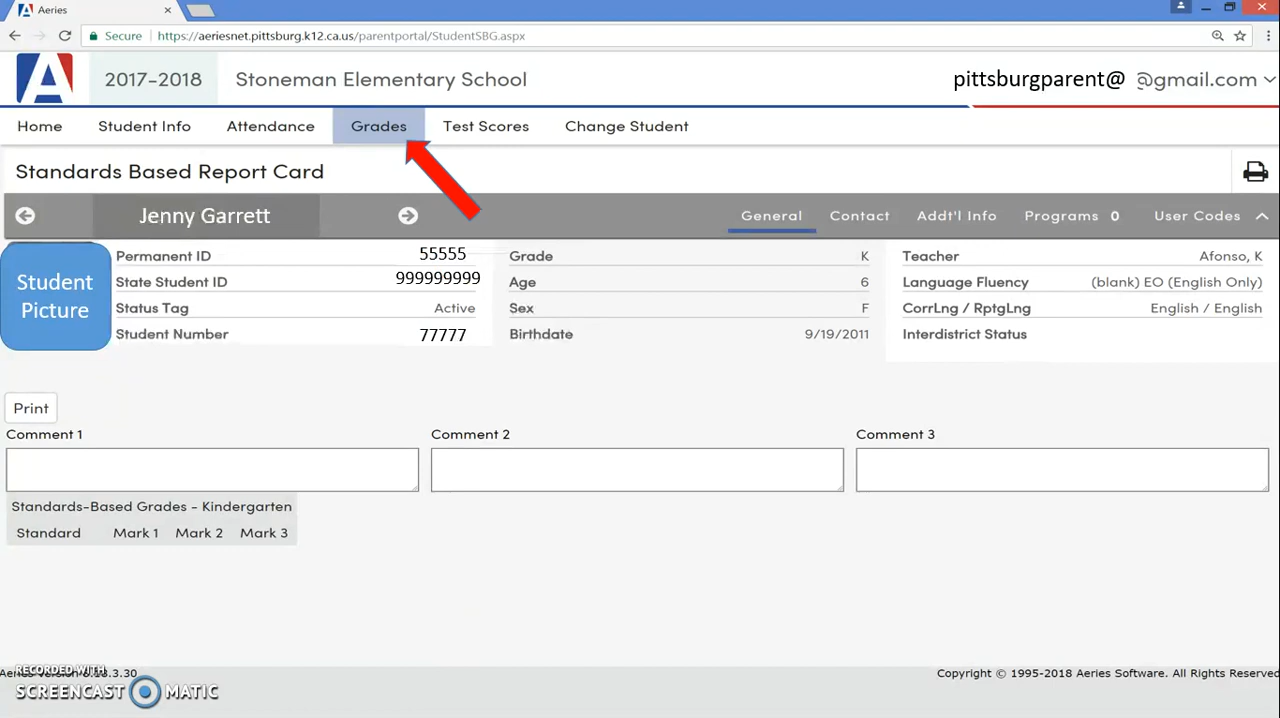 Aeries
Secure https://aeriesnet.pittsburg.k12.ca.us/parentportal/StudentSBG.aspx
2017-2018 Stoneman Elementary School pittsburgparent@ @gmail.com
Home Student Info Attendance Grades Test Scores Change Student
Standards Based Report Card
Jenny Garrett General Contact Addt'l Info Programs 0 User Codes
Student Picture
Permanent ID 55555 Grade K Teacher Afonso, K
State Student ID 999999999 Age 6 Language Fluency (blank) EO (English Only)
Status Tag Active Sex F CorrLng / RptgLng English / English
Student Number 77777 Birthdate 9/19/2011 Interdistrict Status
Print
Comment 1 Comment 2 Comment 3
Standards-Based Grades - Kindergarten
Standard Mark 1 Mark 2 Mark 3
RECORDED WITH
Copyright © 1995-2018 Aeries Software. All Rights Reserved
SCREENCAST MATIC